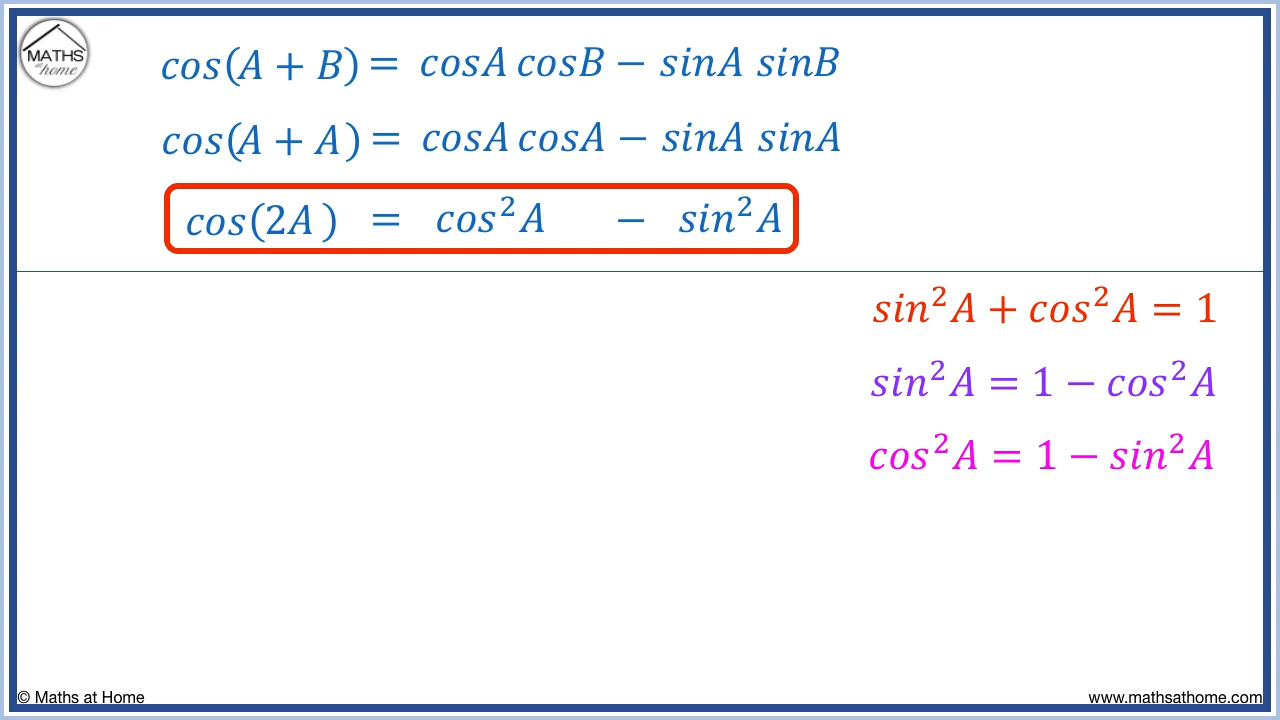 MATHS
at home
cos(A + B) = cosA cosB − sinA sinB
cos(A + A) = cosA cosA − sinA sinA
cos(2A) = cos²A − sin²A
sin²A + cos²A = 1
sin²A = 1 − cos²A
cos²A = 1 − sin²A
© Maths at Home
www.mathsathome.com